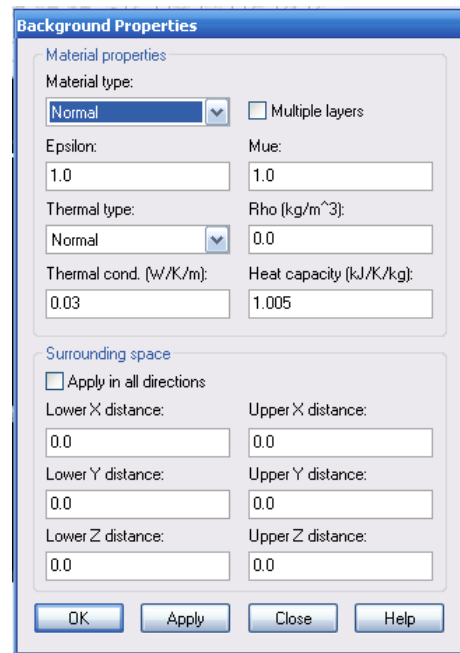 Background Properties
Material properties
Material type:
Normal
Multiple layers
Epsilon: Mue:
1.0 1.0
Thermal type: Rho (kg/m^3):
Normal 0.0
Thermal cond. (W/K/m): Heat capacity (kJ/K/kg):
0.03 1.005
Surrounding space
Apply in all directions
Lower X distance: Upper X distance:
0.0 0.0
Lower Y distance: Upper Y distance:
0.0 0.0
Lower Z distance: Upper Z distance:
0.0 0.0
OK Apply Close Help